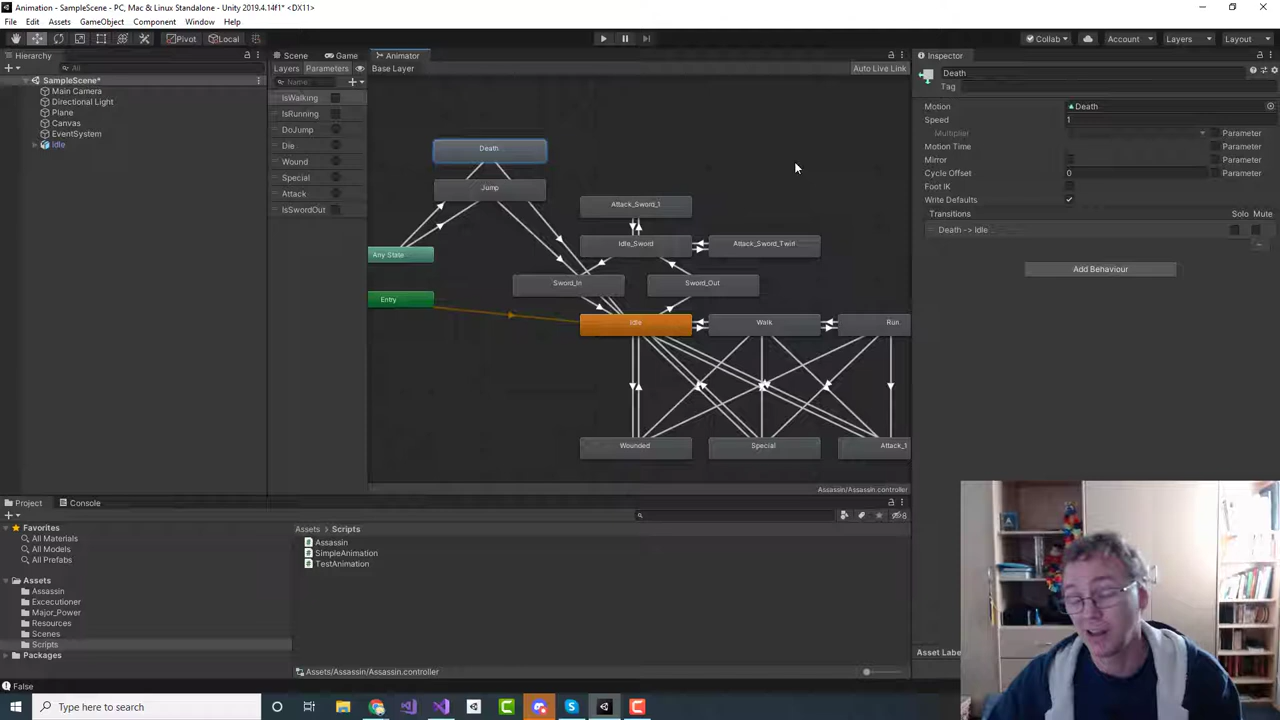 Animation - SampleScene - PC, Mac & Linux Standalone - Unity 2019.4.14f1* <DX11>
File Edit Assets GameObject Component Window Help
Pivot Local Collab Account Layers Layout
Hierarchy
All
SampleScene*
Main Camera
Directional Light
Plane
Canvas
EventSystem
Idle
Scene Game Animator
Layers Parameters Base Layer Auto Live Link
Name
IsWalking
IsRunning
DoJump
Die
Wound
Special
Attack
IsSwordOut
Death
Jump
Attack_Sword_1
Any State
Idle_Sword
Attack_Sword_Twirl
Sword_In
Sword_Out
Entry
Idle
Walk
Run
Wounded
Special
Attack_1
Assassin/Assassin.controller
Inspector
Death
Tag
Motion Death
Speed 1
Multiplier Parameter
Motion Time Parameter
Mirror Parameter
Cycle Offset 0 Parameter
Foot IK
Write Defaults
Transitions Solo Mute
Death -> Idle
Add Behaviour
Asset Label
Project Console
8
Favorites
All Materials
All Models
All Prefabs
Assets
Assassin
Excecutioner
Major_Power
Resources
Scenes
Scripts
Packages
Assets > Scripts
Assassin
SimpleAnimation
TestAnimation
Assets/Assassin/Assassin.controller
False
Type here to search